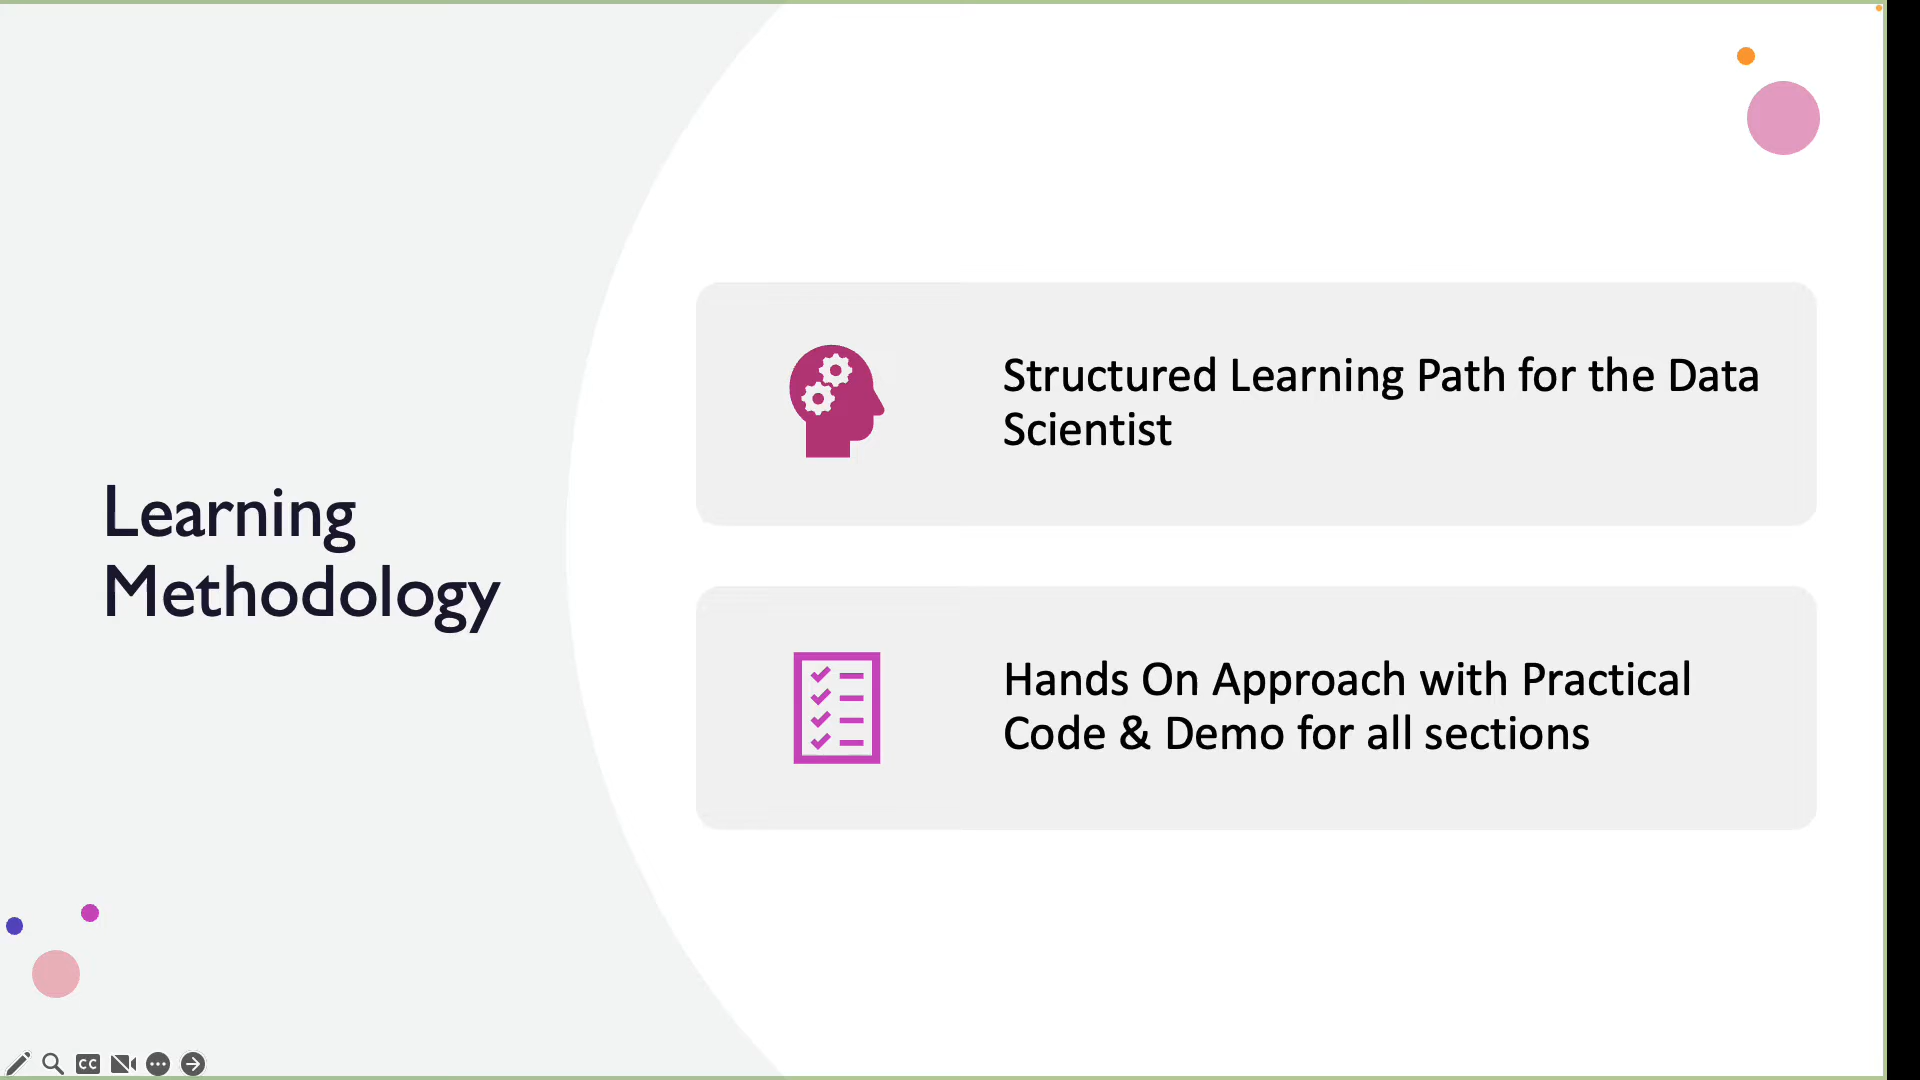 Learning
Methodology
Structured Learning Path for the Data
Scientist
Hands On Approach with Practical
Code & Demo for all sections
CC